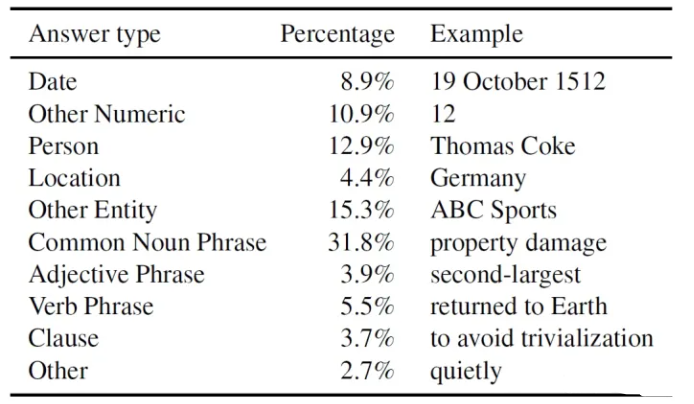 Answer type Percentage Example
Date 8.9% 19 October 1512
Other Numeric 10.9% 12
Person 12.9% Thomas Coke
Location 4.4% Germany
Other Entity 15.3% ABC Sports
Common Noun Phrase 31.8% property damage
Adjective Phrase 3.9% second-largest
Verb Phrase 5.5% returned to Earth
Clause 3.7% to avoid trivialization
Other 2.7% quietly